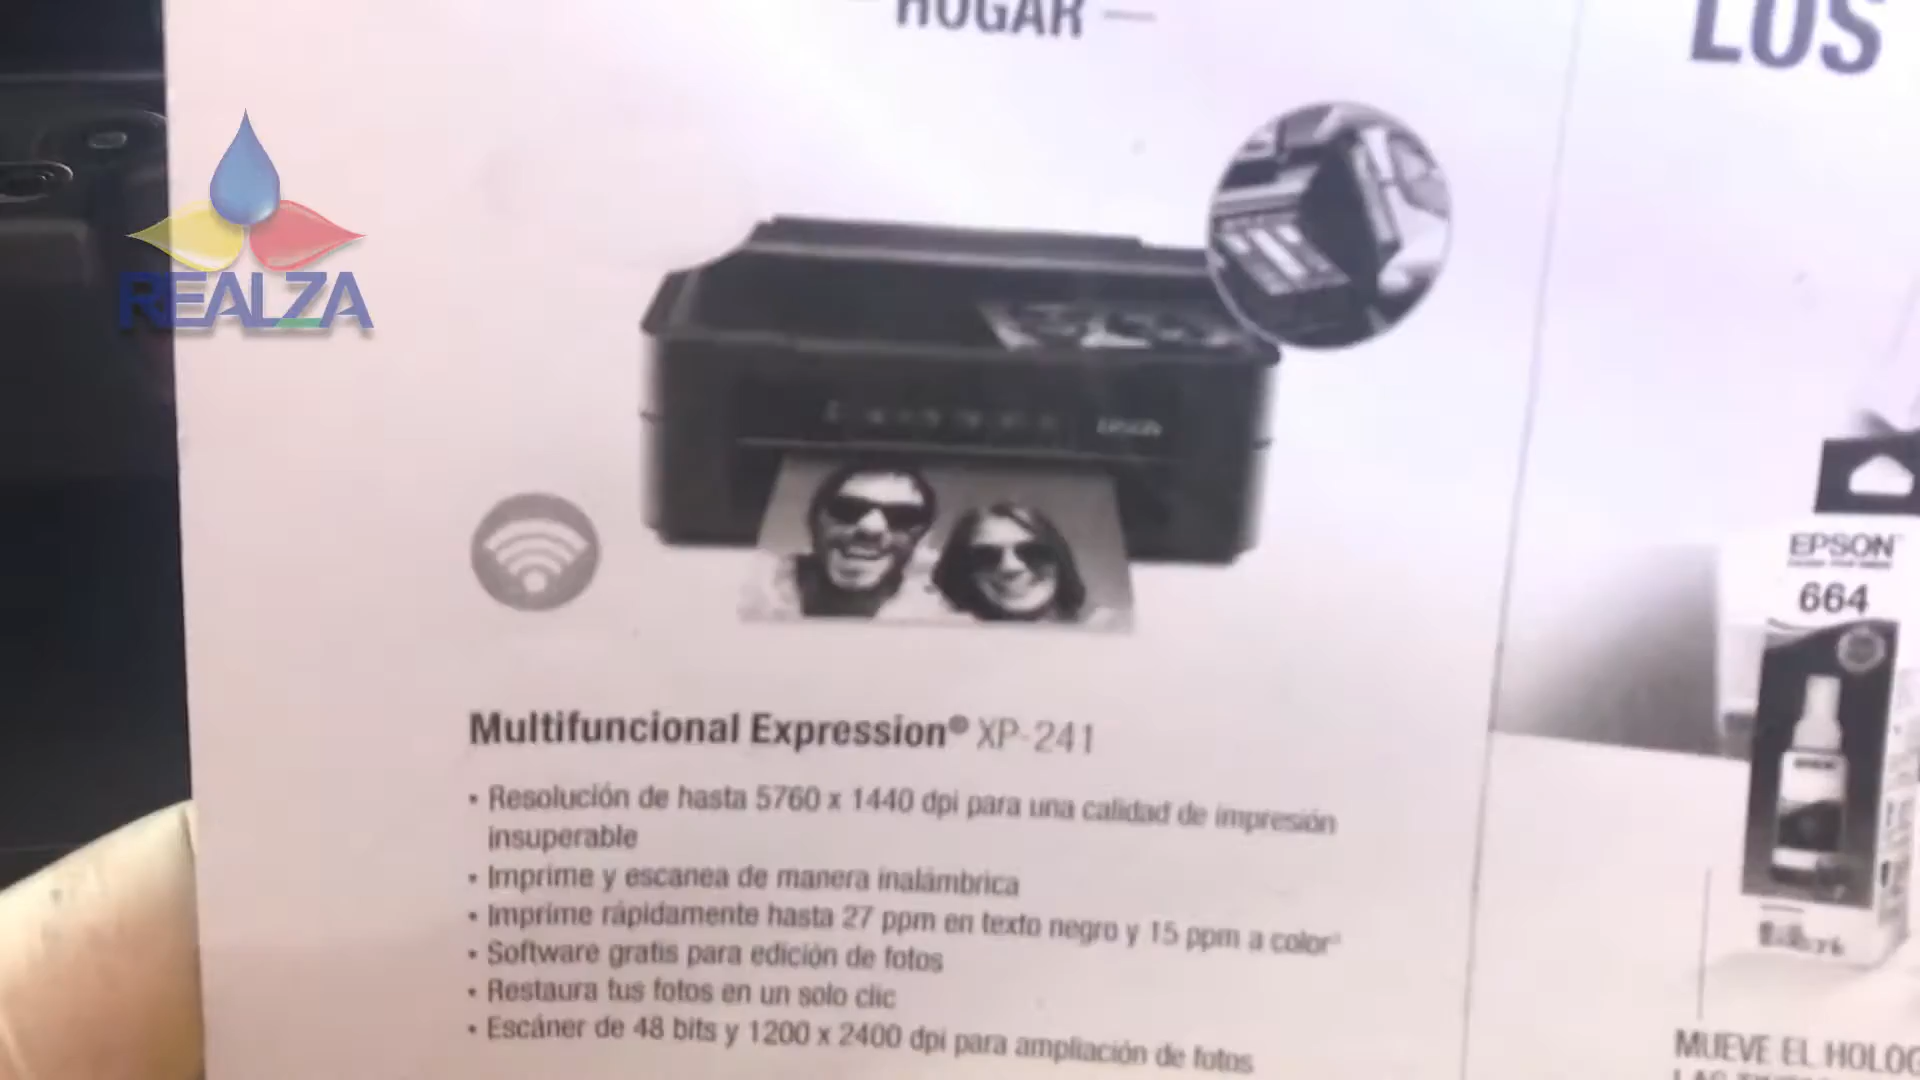 HOGAR
LOS
REALZA
EPSON
EPSON
664
Multifuncional Expression® XP-241
• Resolución de hasta 5760 x 1440 dpi para una calidad de impresión
insuperable
• Imprime y escanea de manera inalámbrica
• Imprime rápidamente hasta 27 ppm en texto negro y 15 ppm a color
• Software gratis para edición de fotos
• Restaura tus fotos en un solo clic
• Escáner de 48 bits y 1200 x 2400 dpi para ampliación de fotos
MUEVE EL